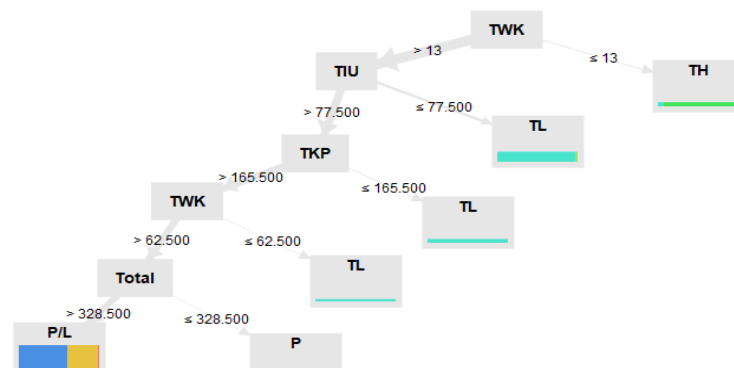 TWK
> 13
≤ 13
TIU
TH
> 77.500
≤ 77.500
TL
TKP
> 165.500
≤ 165.500
TWK
TL
> 62.500
≤ 62.500
Total
TL
> 328.500
≤ 328.500
P/L
P